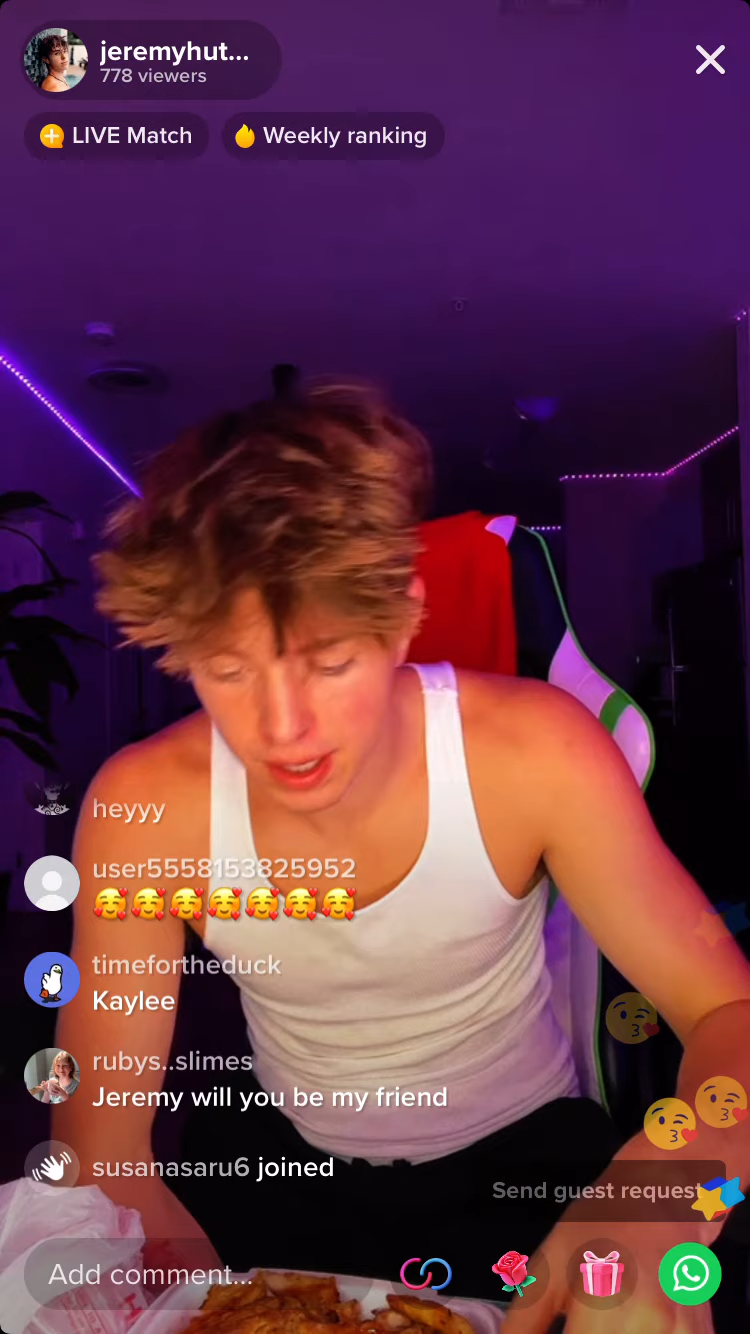 jeremyhut...
778 viewers
LIVE Match
Weekly ranking
heyyy
user5558153825952
🥰🥰🥰🥰🥰🥰🥰
timefortheduck
Kaylee
rubys..slimes
Jeremy will you be my friend
susanasaru6 joined
Send guest request
Add comment...